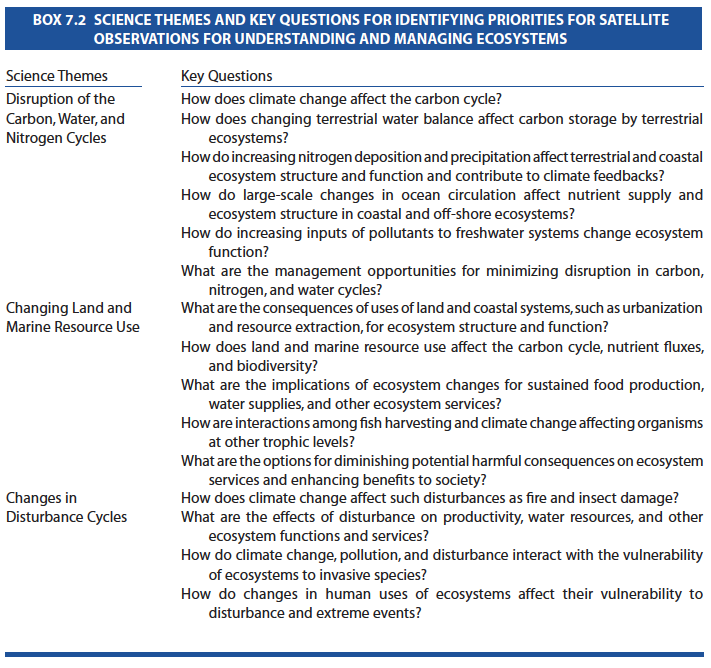 BOX 7.2 SCIENCE THEMES AND KEY QUESTIONS FOR IDENTIFYING PRIORITIES FOR SATELLITE
OBSERVATIONS FOR UNDERSTANDING AND MANAGING ECOSYSTEMS
Science Themes
Key Questions
Disruption of the
Carbon, Water, and
Nitrogen Cycles
How does climate change affect the carbon cycle?
How does changing terrestrial water balance affect carbon storage by terrestrial
ecosystems?
How do increasing nitrogen deposition and precipitation affect terrestrial and coastal
ecosystem structure and function and contribute to climate feedbacks?
How do large-scale changes in ocean circulation affect nutrient supply and
ecosystem structure in coastal and off-shore ecosystems?
How do increasing inputs of pollutants to freshwater systems change ecosystem
function?
What are the management opportunities for minimizing disruption in carbon,
nitrogen, and water cycles?
Changing Land and
Marine Resource Use
What are the consequences of uses of land and coastal systems, such as urbanization
and resource extraction, for ecosystem structure and function?
How does land and marine resource use affect the carbon cycle, nutrient fluxes,
and biodiversity?
What are the implications of ecosystem changes for sustained food production,
water supplies, and other ecosystem services?
How are interactions among fish harvesting and climate change affecting organisms
at other trophic levels?
What are the options for diminishing potential harmful consequences on ecosystem
services and enhancing benefits to society?
Changes in
Disturbance Cycles
How does climate change affect such disturbances as fire and insect damage?
What are the effects of disturbance on productivity, water resources, and other
ecosystem functions and services?
How do climate change, pollution, and disturbance interact with the vulnerability
of ecosystems to invasive species?
How do changes in human uses of ecosystems affect their vulnerability to
disturbance and extreme events?